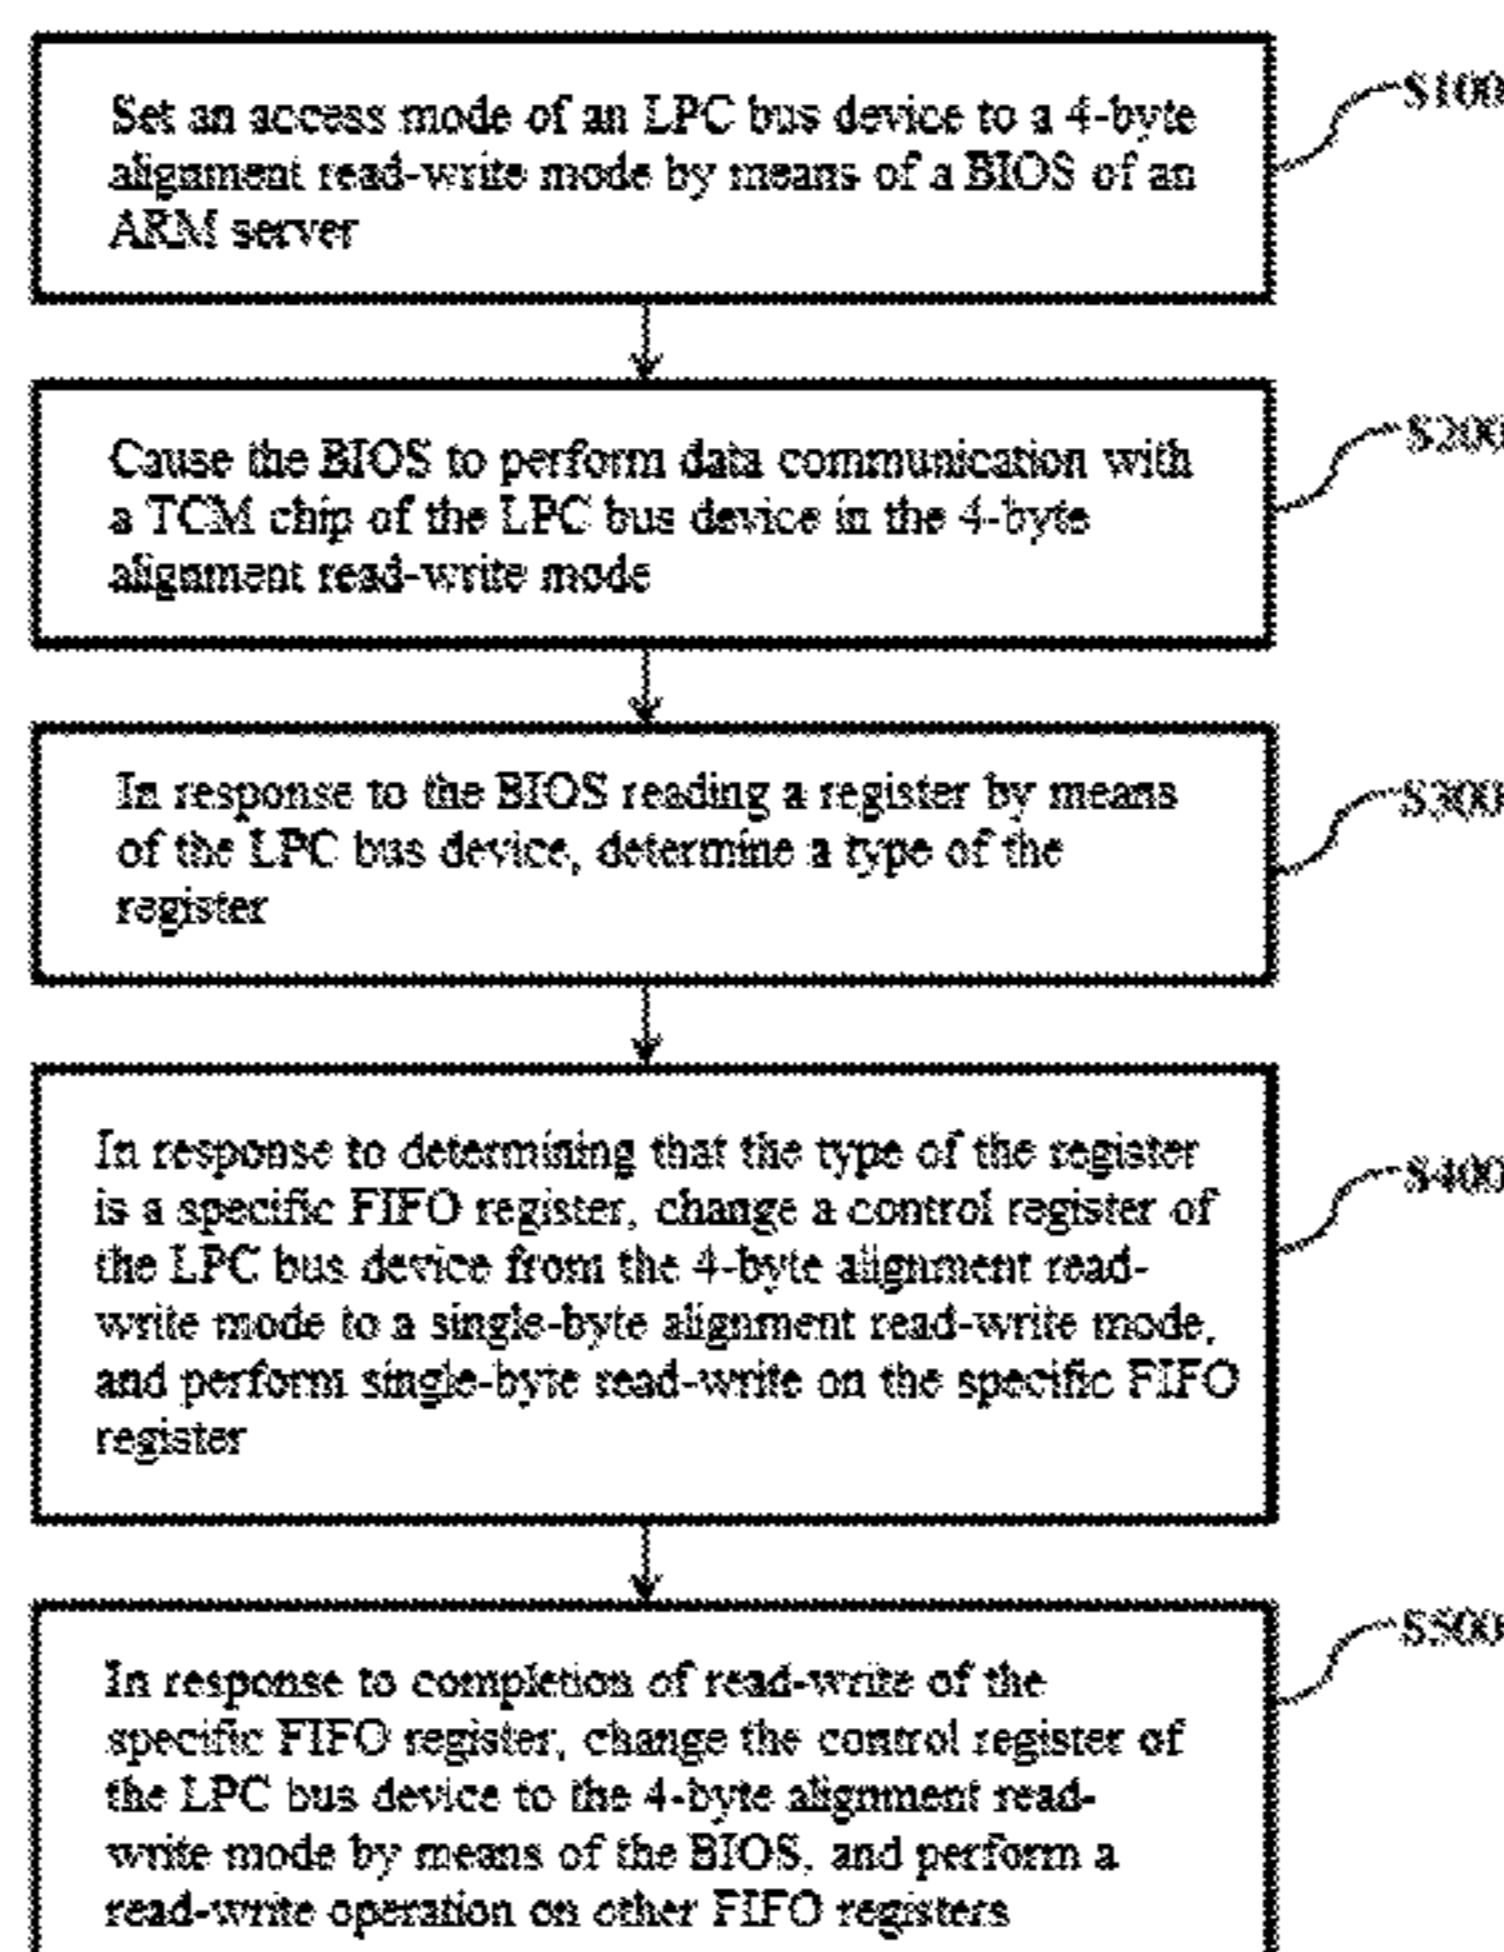 Set an access mode of an LPC bus device to a 4-byte
alignment read-write mode by means of a BIOS of an
ARM server
S100
Cause the BIOS to perform data communication with
a TCM chip of the LPC bus device in the 4-byte
alignment read-write mode
S200
In response to the BIOS reading a register by means
of the LPC bus device, determine a type of the
register
S300
In response to determining that the type of the register
is a specific FIFO register, change a control register of
the LPC bus device from the 4-byte alignment read-
write mode to a single-byte alignment read-write mode,
and perform single-byte read-write on the specific FIFO
register
S400
In response to completion of read-write of the
specific FIFO register, change the control register of
the LPC bus device to the 4-byte alignment read-
write mode by means of the BIOS, and perform a
read-write operation on other FIFO registers
S500